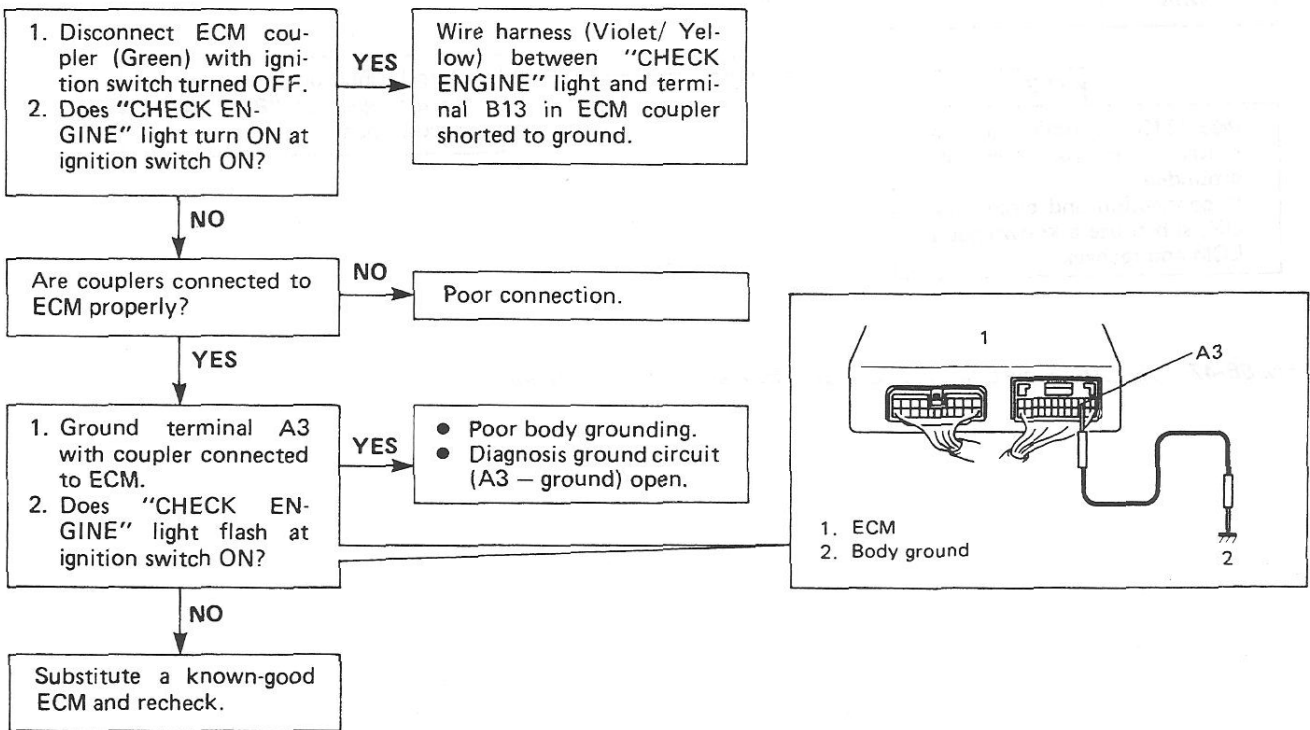 1. Disconnect ECM cou-
pler (Green) with igni-
tion switch turned OFF.
2. Does "CHECK EN-
GINE" light turn ON at
ignition switch ON?
YES
Wire harness (Violet/ Yel-
low) between "CHECK
ENGINE" light and termi-
nal B13 in ECM coupler
shorted to ground.
NO
Are couplers connected to
ECM properly?
NO
Poor connection.
YES
1. Ground terminal A3
with coupler connected
to ECM.
2. Does "CHECK EN-
GINE" light flash at
ignition switch ON?
YES
● Poor body grounding.
● Diagnosis ground circuit
(A3 — ground) open.
NO
Substitute a known-good
ECM and recheck.
1
A3
1. ECM
2. Body ground
2